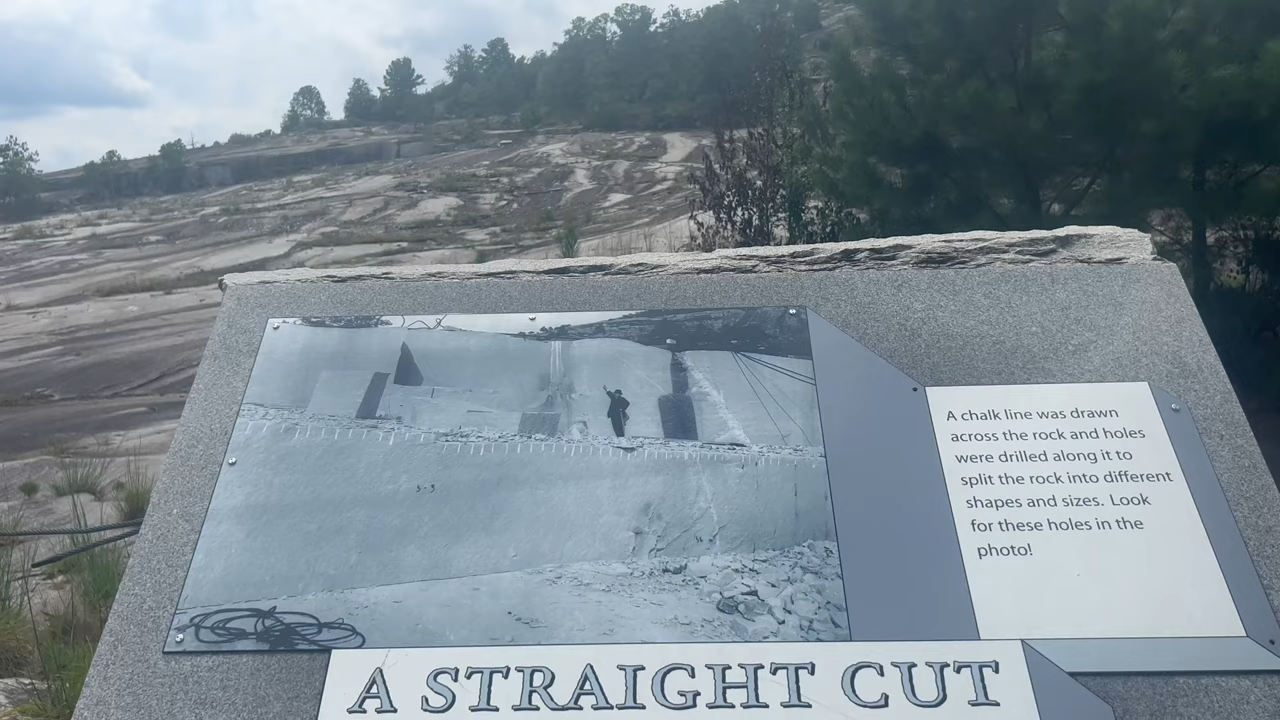 A chalk line was drawn
across the rock and holes
were drilled along it to
split the rock into different
shapes and sizes. Look
for these holes in the
photo!
A STRAIGHT CUT